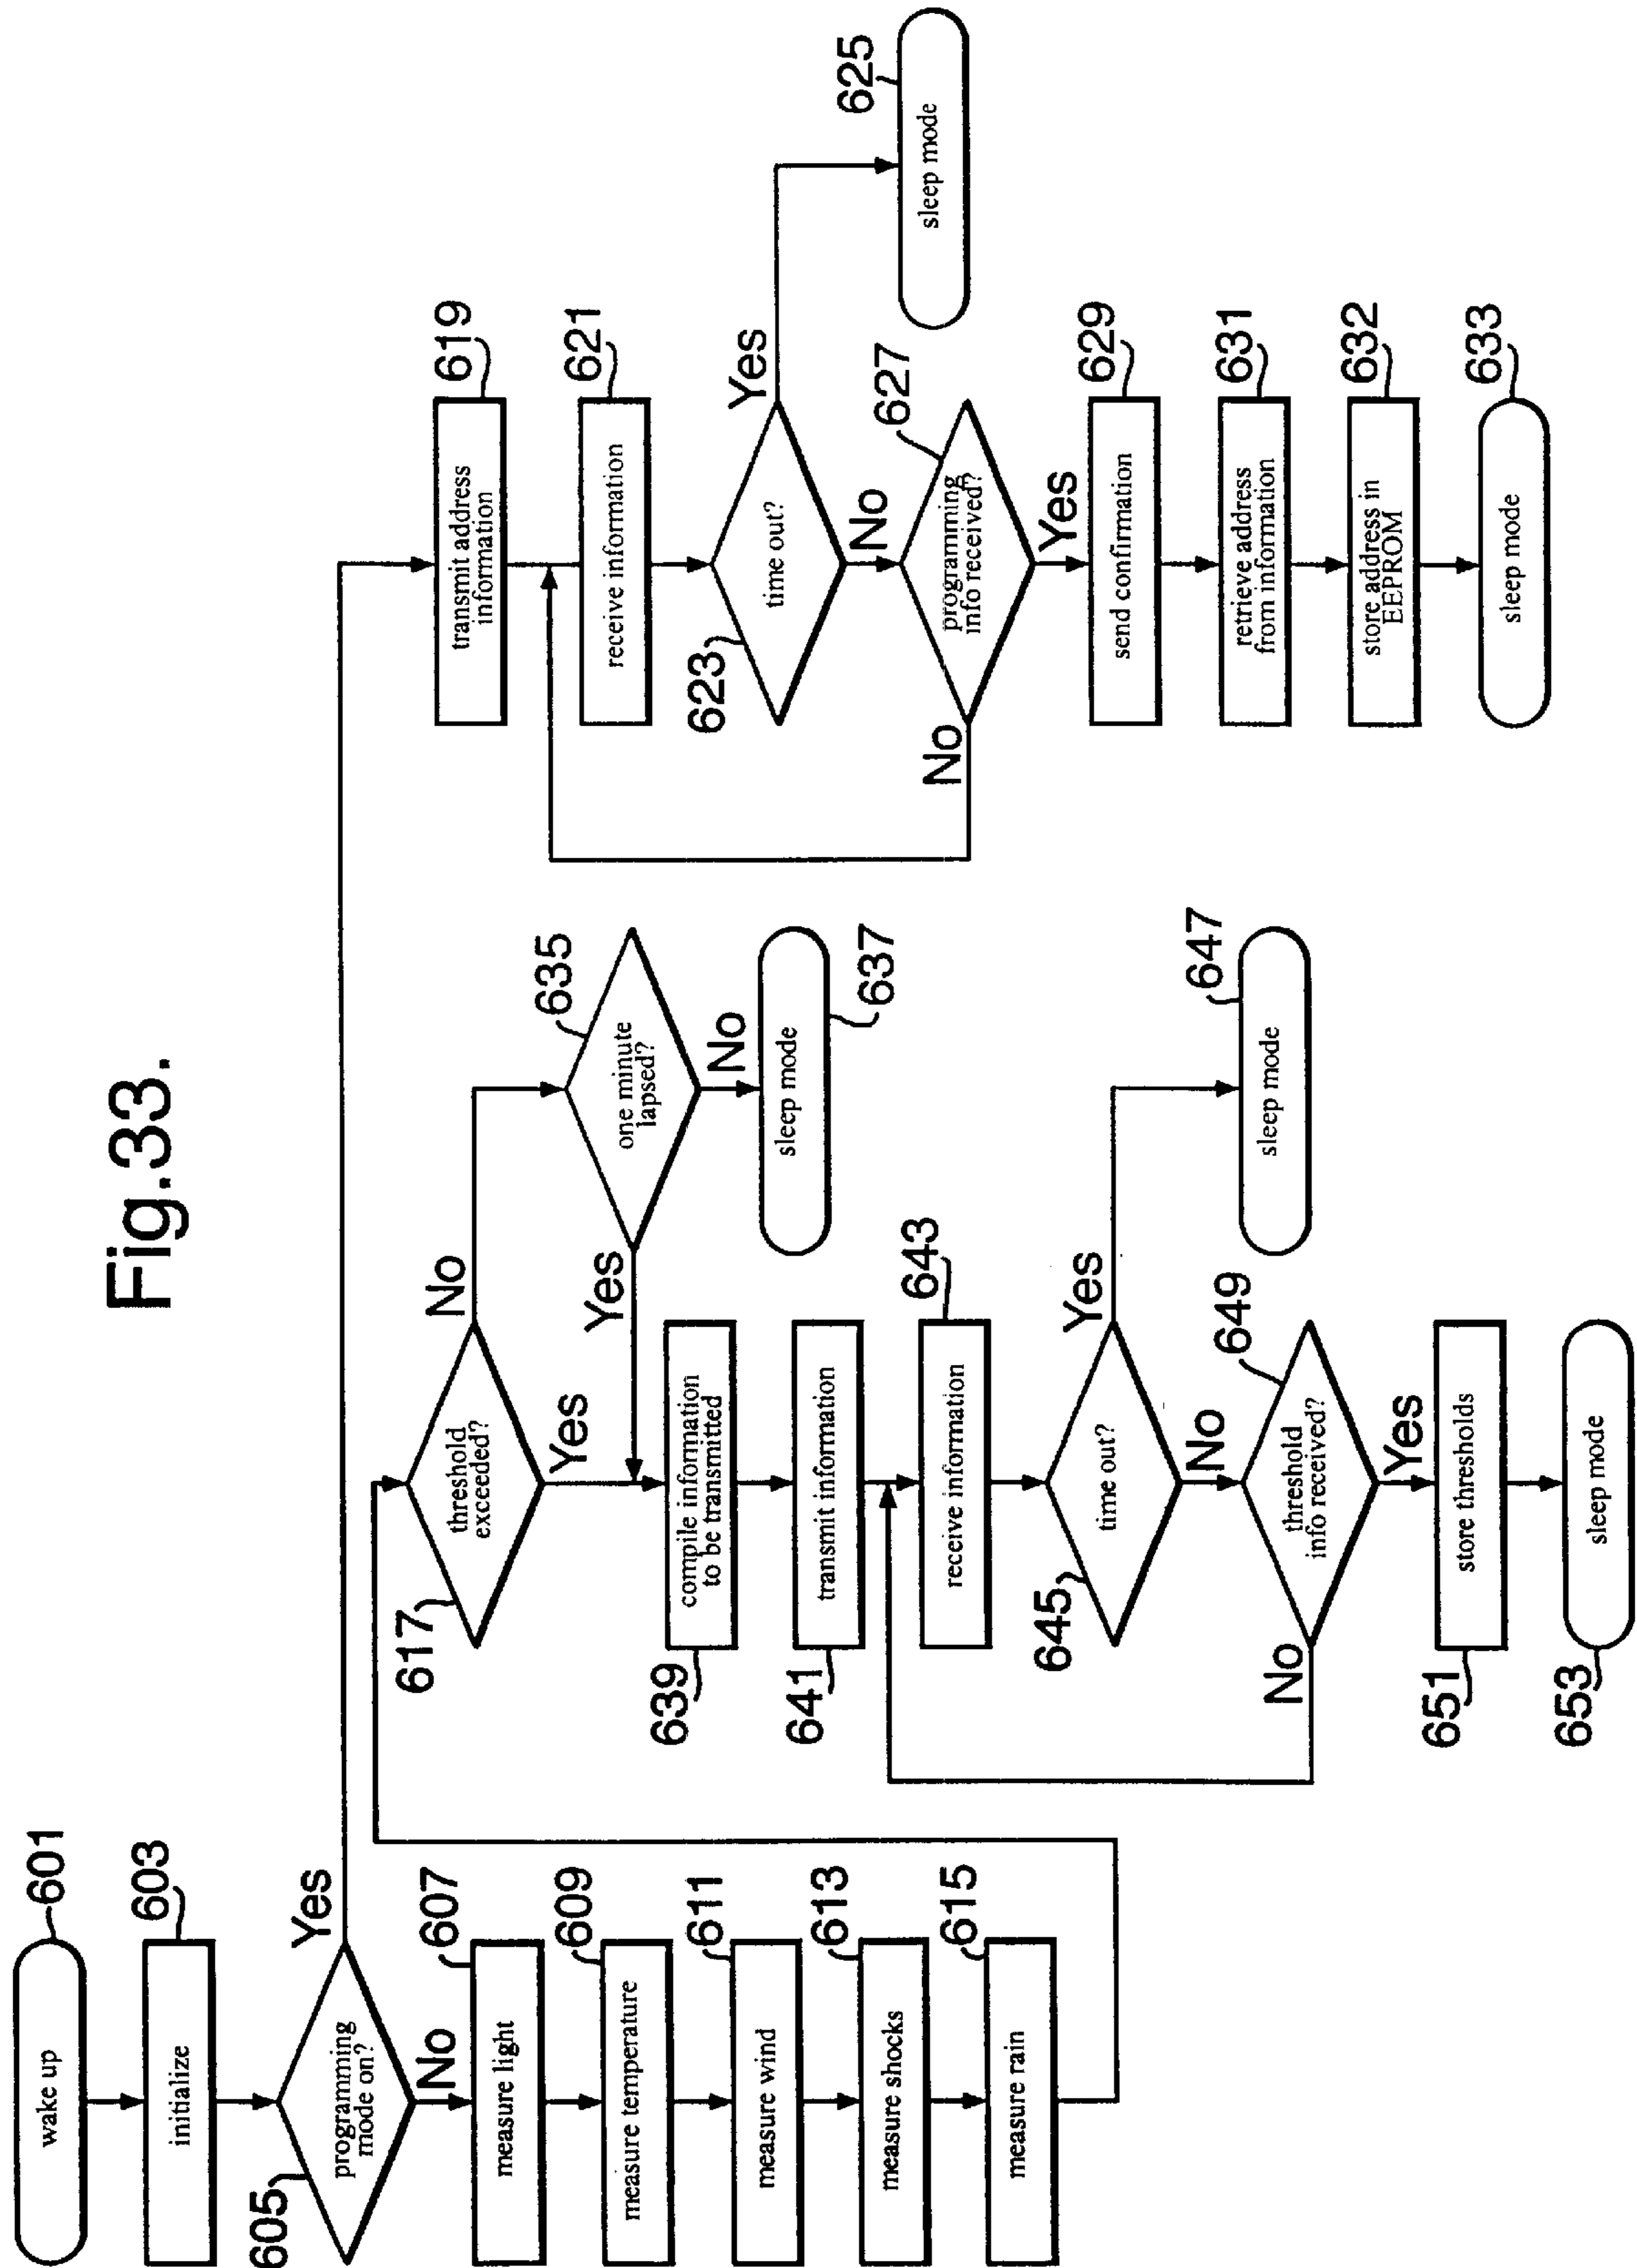 Fig.33.
wake up
601
initialize
603
programming
mode on?
605
Yes
No
measure light
607
measure temperature
609
measure wind
611
measure shocks
613
measure rain
615
threshold
exceeded?
617
No
Yes
one minute
lapsed?
635
Yes
No
sleep mode
637
compile information
to be transmitted
639
transmit information
641
receive information
643
time out?
645
Yes
No
sleep mode
647
threshold
info received?
649
No
Yes
store thresholds
651
sleep mode
653
transmit address
information
619
receive information
621
time out?
623
Yes
No
sleep mode
625
programming
info received?
627
No
Yes
send confirmation
629
retrieve address
from information
631
store address in
EEPROM
632
sleep mode
633